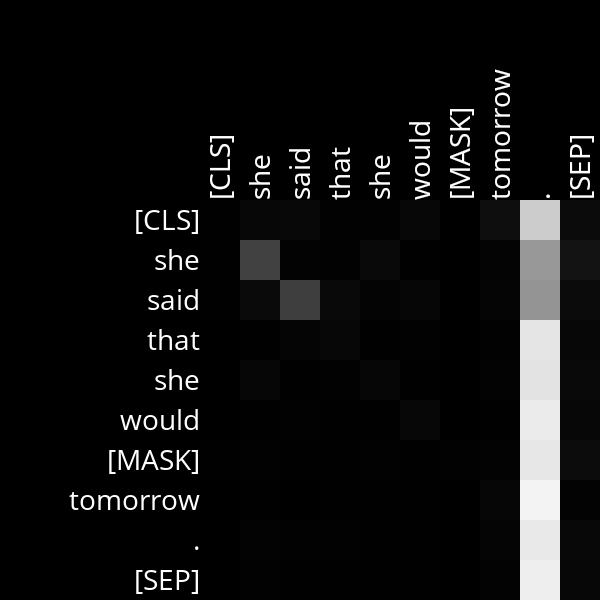 [CLS] she said that she would [MASK] tomorrow . [SEP]
[CLS]
she
said
that
she
would
[MASK]
tomorrow
.
[SEP]